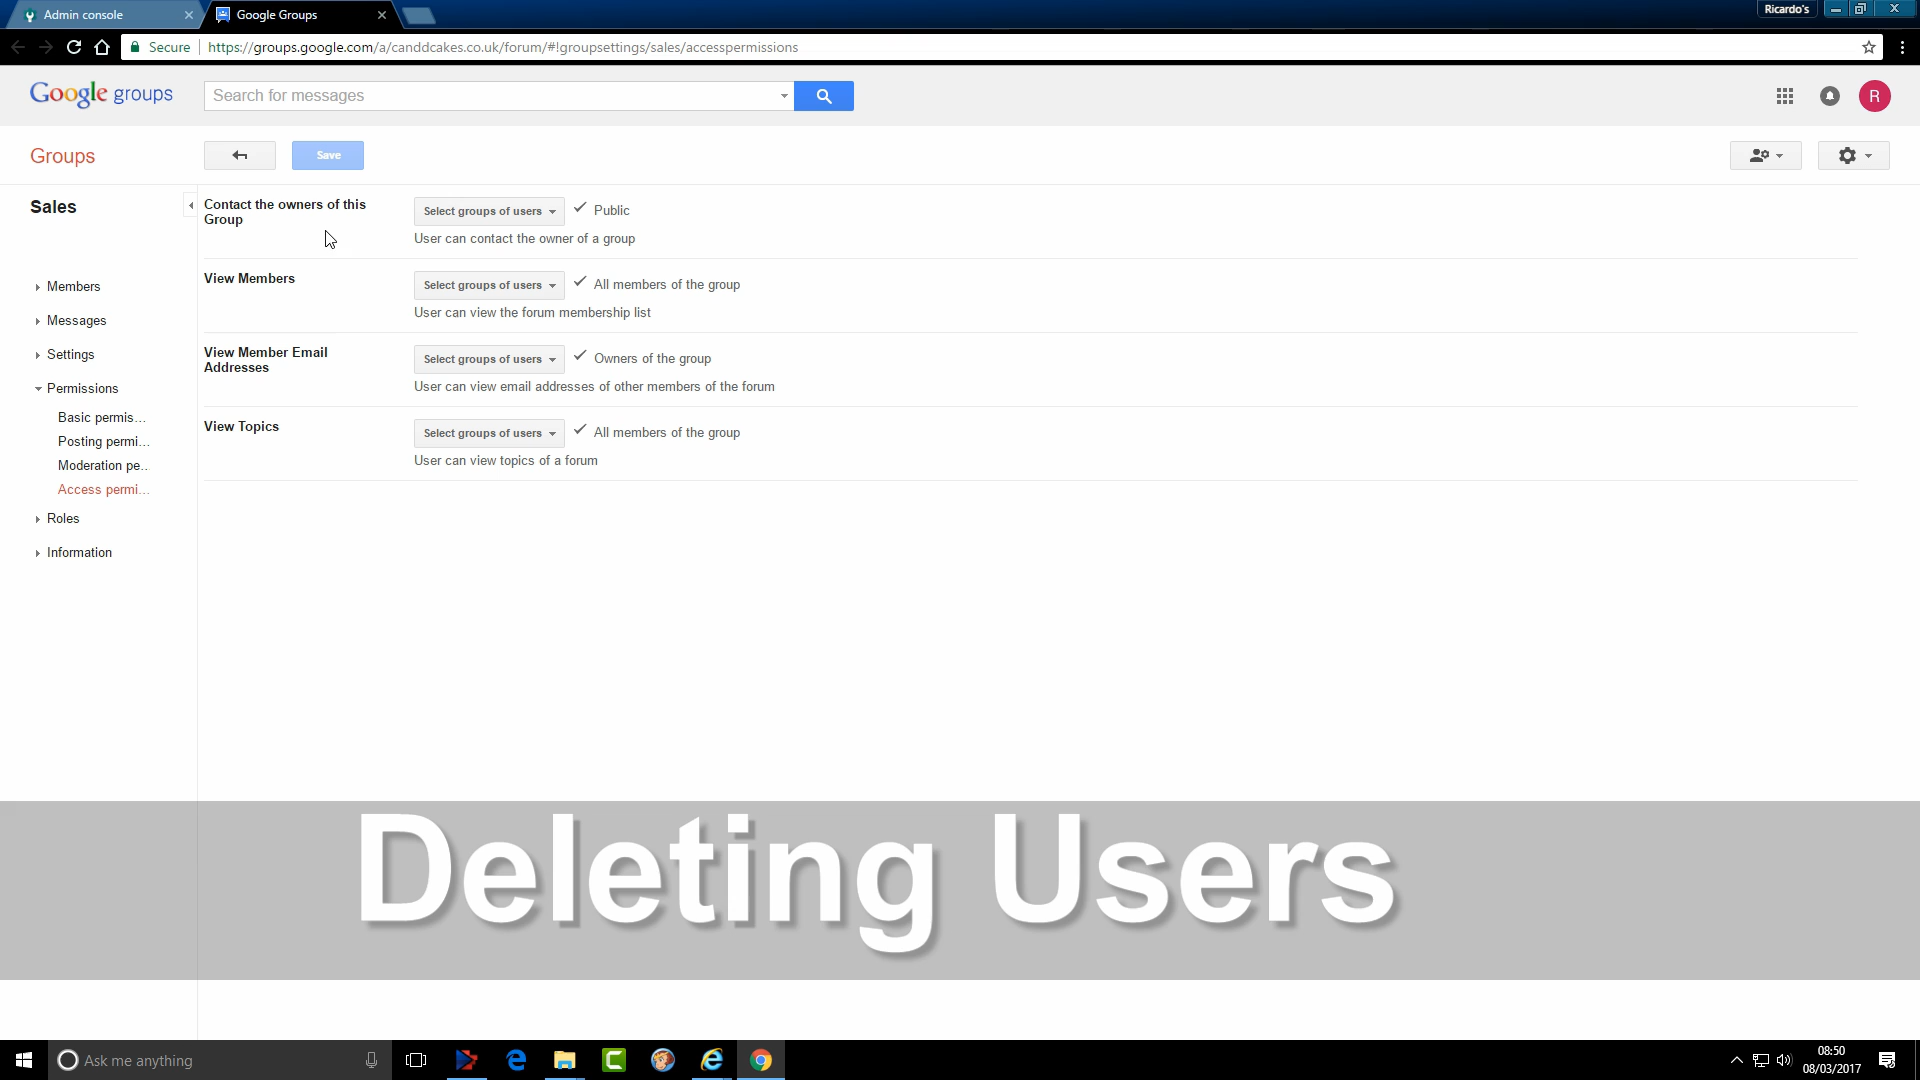 Admin console
Google Groups
Ricardo's
Secure
https://groups.google.com/a/canddcakes.co.uk/forum/#!groupsettings/sales/accesspermissions
Google groups
Search for messages
R
Groups
Save
Sales
Members
Messages
Settings
Permissions
Basic permis...
Posting permi...
Moderation pe...
Access permi...
Roles
Information
Contact the owners of this
Group
Select groups of users
Public
User can contact the owner of a group
View Members
Select groups of users
All members of the group
User can view the forum membership list
View Member Email
Addresses
Select groups of users
Owners of the group
User can view email addresses of other members of the forum
View Topics
Select groups of users
All members of the group
User can view topics of a forum
Deleting Users
Ask me anything
08:50
08/03/2017